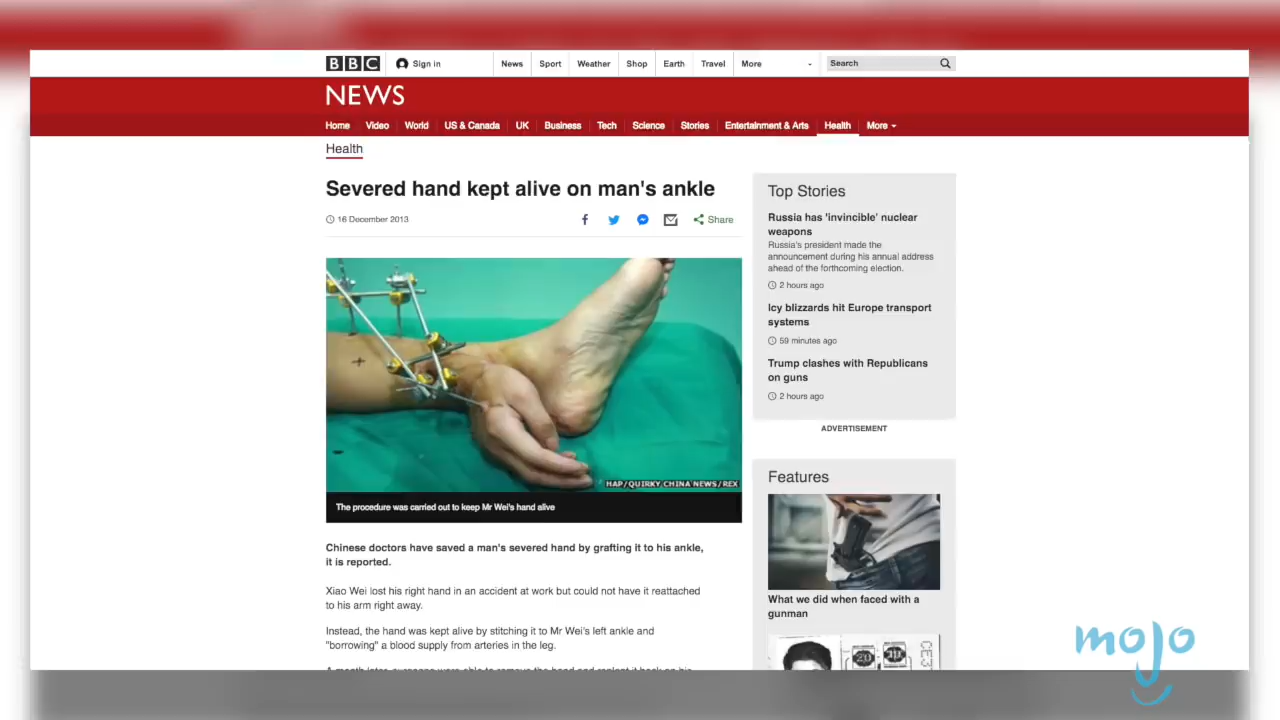 BBC
Sign in
News
Sport
Weather
Shop
Earth
Travel
More
Search
NEWS
Home
Video
World
US & Canada
UK
Business
Tech
Science
Stories
Entertainment & Arts
Health
More
Health
Severed hand kept alive on man's ankle
16 December 2013
Share
HAP/QUIRKY CHINA NEWS/REX
The procedure was carried out to keep Mr Wei's hand alive
Chinese doctors have saved a man's severed hand by grafting it to his ankle,
it is reported.
Xiao Wei lost his right hand in an accident at work but could not have it reattached
to his arm right away.
Instead, the hand was kept alive by stitching it to Mr Wei's left ankle and
"borrowing" a blood supply from arteries in the leg.
Top Stories
Russia has 'invincible' nuclear
weapons
Russia's president made the
announcement during his annual address
ahead of the forthcoming election.
2 hours ago
Icy blizzards hit Europe transport
systems
59 minutes ago
Trump clashes with Republicans
on guns
2 hours ago
ADVERTISEMENT
Features
What we did when faced with a
gunman
mojo